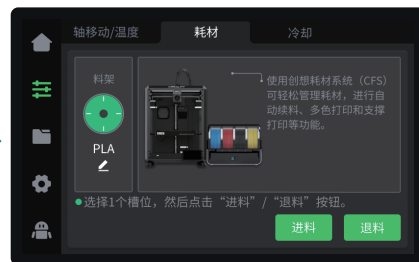 轴移动/温度
耗材
冷却
料架
PLA
使用创想耗材系统（CFS）
可轻松管理耗材，进行自
动续料、多色打印和支撑
打印等功能。
选择1个槽位，然后点击“进料”/“退料”按钮。
进料
退料